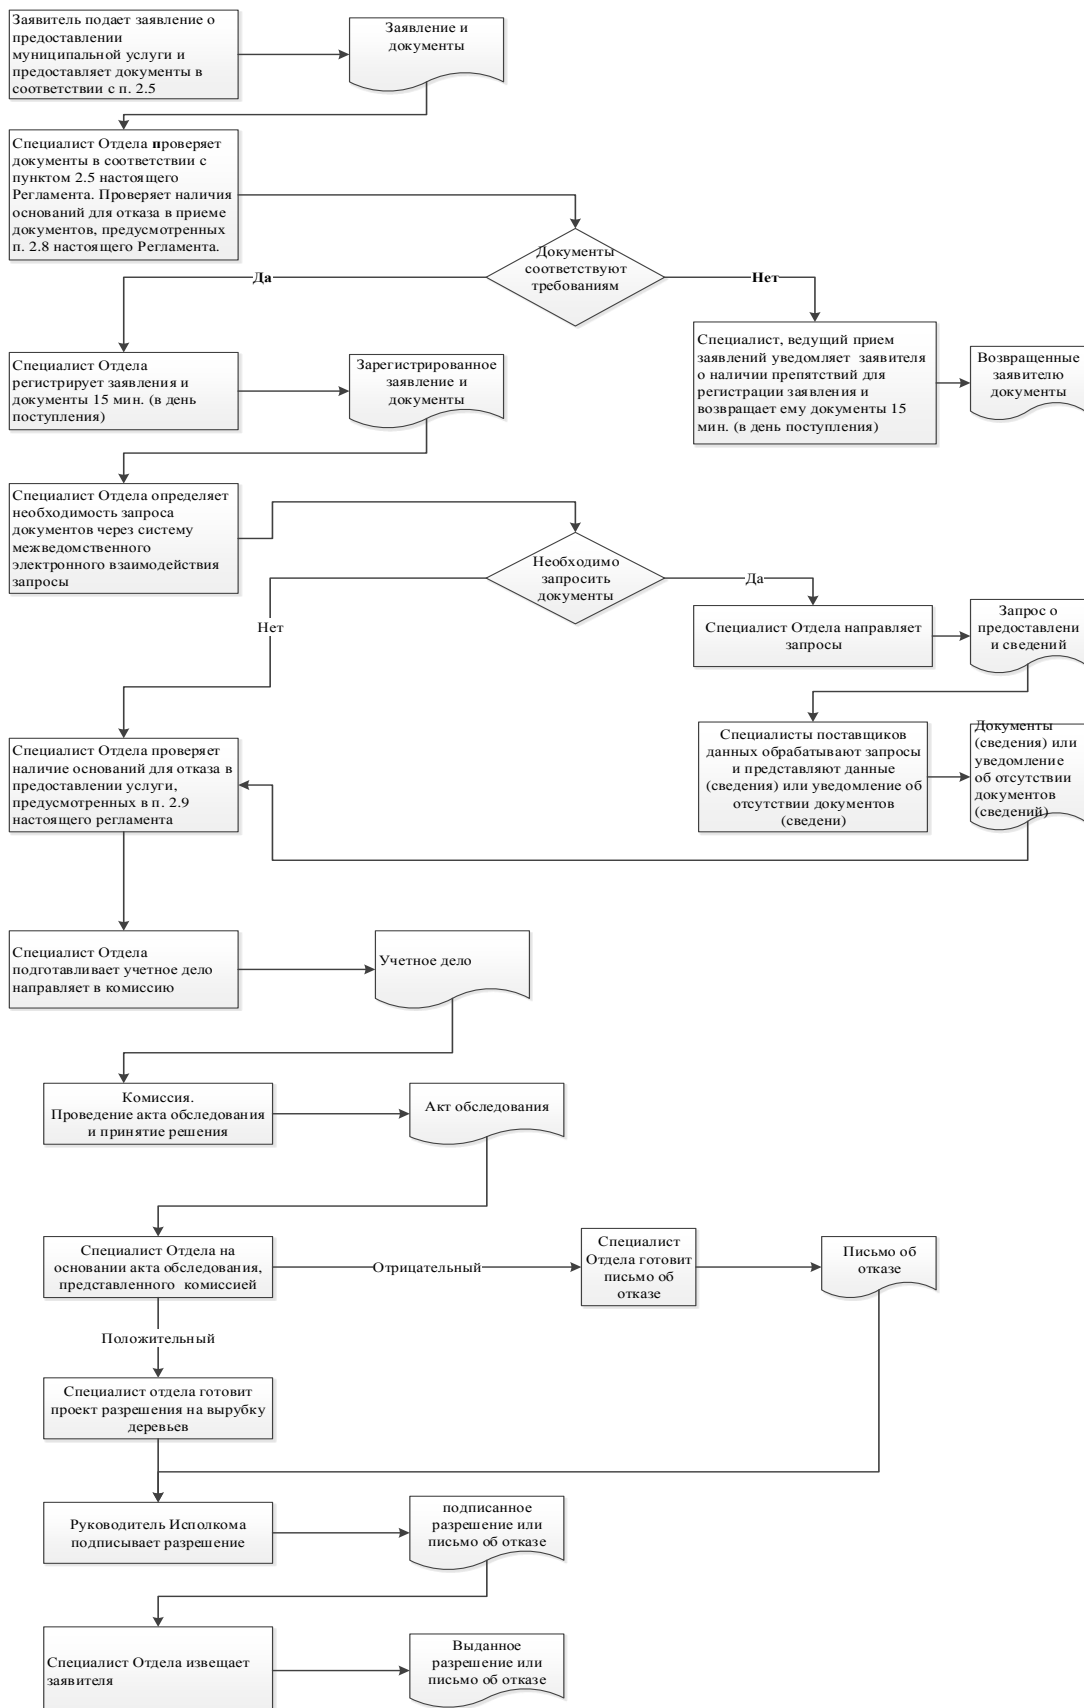 Заявитель подает заявление о
предоставлении
муниципальной услуги и
предоставляет документы в
соответствии с п. 2.5
Заявление и
документы
Специалист Отдела проверяет
документы в соответствии с
пунктом 2.5 настоящего
Регламента. Проверяет наличия
оснований для отказа в приеме
документов, предусмотренных
п. 2.8 настоящего Регламента.
Документы
соответствуют
требованиям
Да
Нет
Специалист Отдела
регистрирует заявления и
документы 15 мин. (в день
поступления)
Зарегистрированное
заявление и
документы
Специалист, ведущий прием
заявлений уведомляет заявителя
о наличии препятствий для
регистрации заявления и
возвращает ему документы 15
мин. (в день поступления)
Возвращенные
заявителю
документы
Специалист Отдела определяет
необходимость запроса
документов через систему
межведомственного
электронного взаимодействия
запросы
Необходимо
запросить
документы
Да
Нет
Специалист Отдела направляет
запросы
Запрос о
предоставлени
и сведений
Специалисты поставщиков
данных обрабатывают запросы
и представляют данные
(сведения) или уведомление об
отсутствии документов
(сведени)
Документы
(сведения) или
уведомление
об отсутствии
документов
(сведений)
Специалист Отдела проверяет
наличие оснований для отказа в
предоставлении услуги,
предусмотренных в п. 2.9
настоящего регламента
Специалист Отдела
подготавливает учетное дело
направляет в комиссию
Учетное дело
Комиссия.
Проведение акта обследования
и принятие решения
Акт обследования
Специалист Отдела на
основании акта обследования,
представленного комиссией
Отрицательный
Специалист
Отдела готовит
письмо об
отказе
Письмо об
отказе
Положительный
Специалист отдела готовит
проект разрешения на вырубку
деревьев
Руководитель Исполкома
подписывает разрешение
подписанное
разрешение или
письмо об отказе
Специалист Отдела извещает
заявителя
Выданное
разрешение или
письмо об отказе